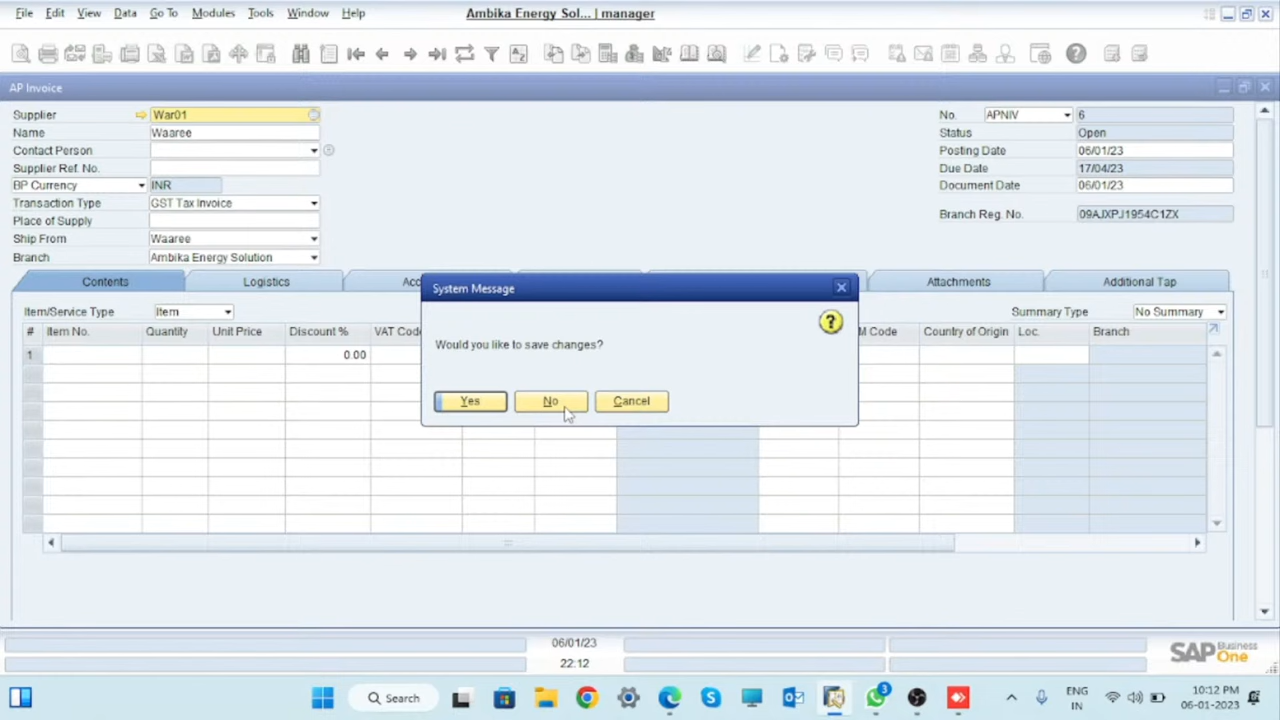 File Edit View Data Go To Modules Tools Window Help Ambika Energy Sol... | manager
AP Invoice
Supplier War01 No. APNIV 6
Name Waaree Status Open
Contact Person Posting Date 06/01/23
Supplier Ref. No. Due Date 17/04/23
BP Currency INR Document Date 06/01/23
Transaction Type GST Tax Invoice
Place of Supply Branch Reg. No. 09AJXPJ1954C1ZX
Ship From Waaree
Branch Ambika Energy Solution
Contents Logistics Acc Attachments Additional Tap
System Message
Item/Service Type Item Summary Type No Summary
# Item No. Quantity Unit Price Discount % VAT Code M Code Country of Origin Loc. Branch
Would you like to save changes?
1 0.00
Yes No Cancel
06/01/23
22:12
SAP Business One
Search
3
ENG
IN
10:12 PM
06-01-2023